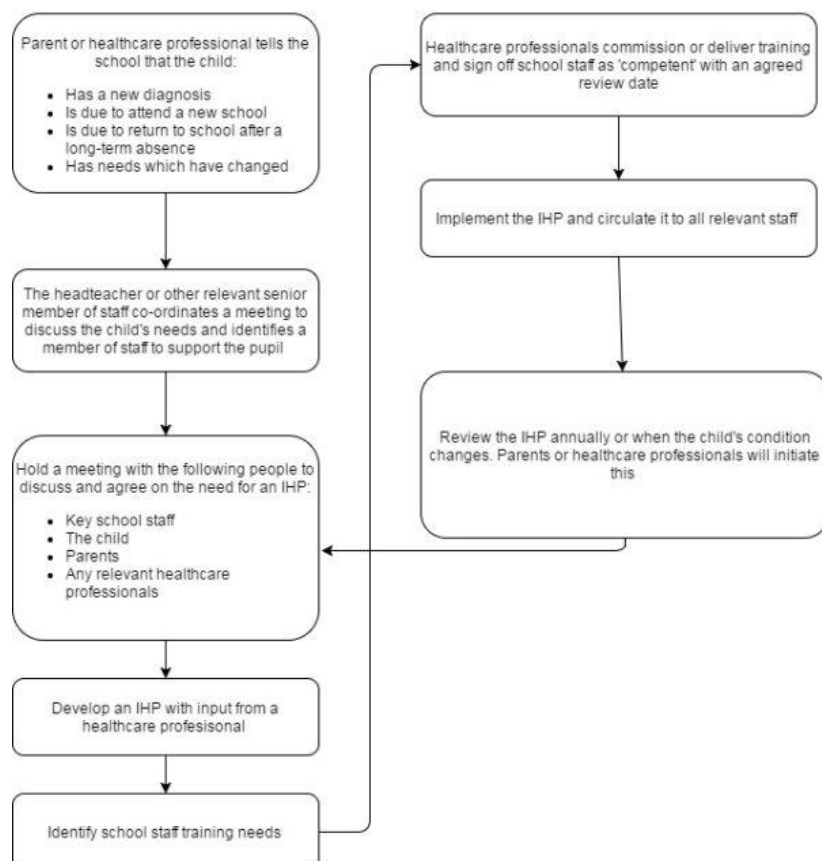 Parent or healthcare professional tells the
school that the child:
• Has a new diagnosis
• Is due to attend a new school
• Is due to return to school after a
long-term absence
• Has needs which have changed
The headteacher or other relevant senior
member of staff co-ordinates a meeting to
discuss the child's needs and identifies a
member of staff to support the pupil
Hold a meeting with the following people to
discuss and agree on the need for an IHP:
• Key school staff
• The child
• Parents
• Any relevant healthcare
professionals
Develop an IHP with input from a
healthcare profesisonal
Identify school staff training needs
Healthcare professionals commission or deliver training
and sign off school staff as 'competent' with an agreed
review date
Implement the IHP and circulate it to all relevant staff
Review the IHP annually or when the child's condition
changes. Parents or healthcare professionals will initiate
this